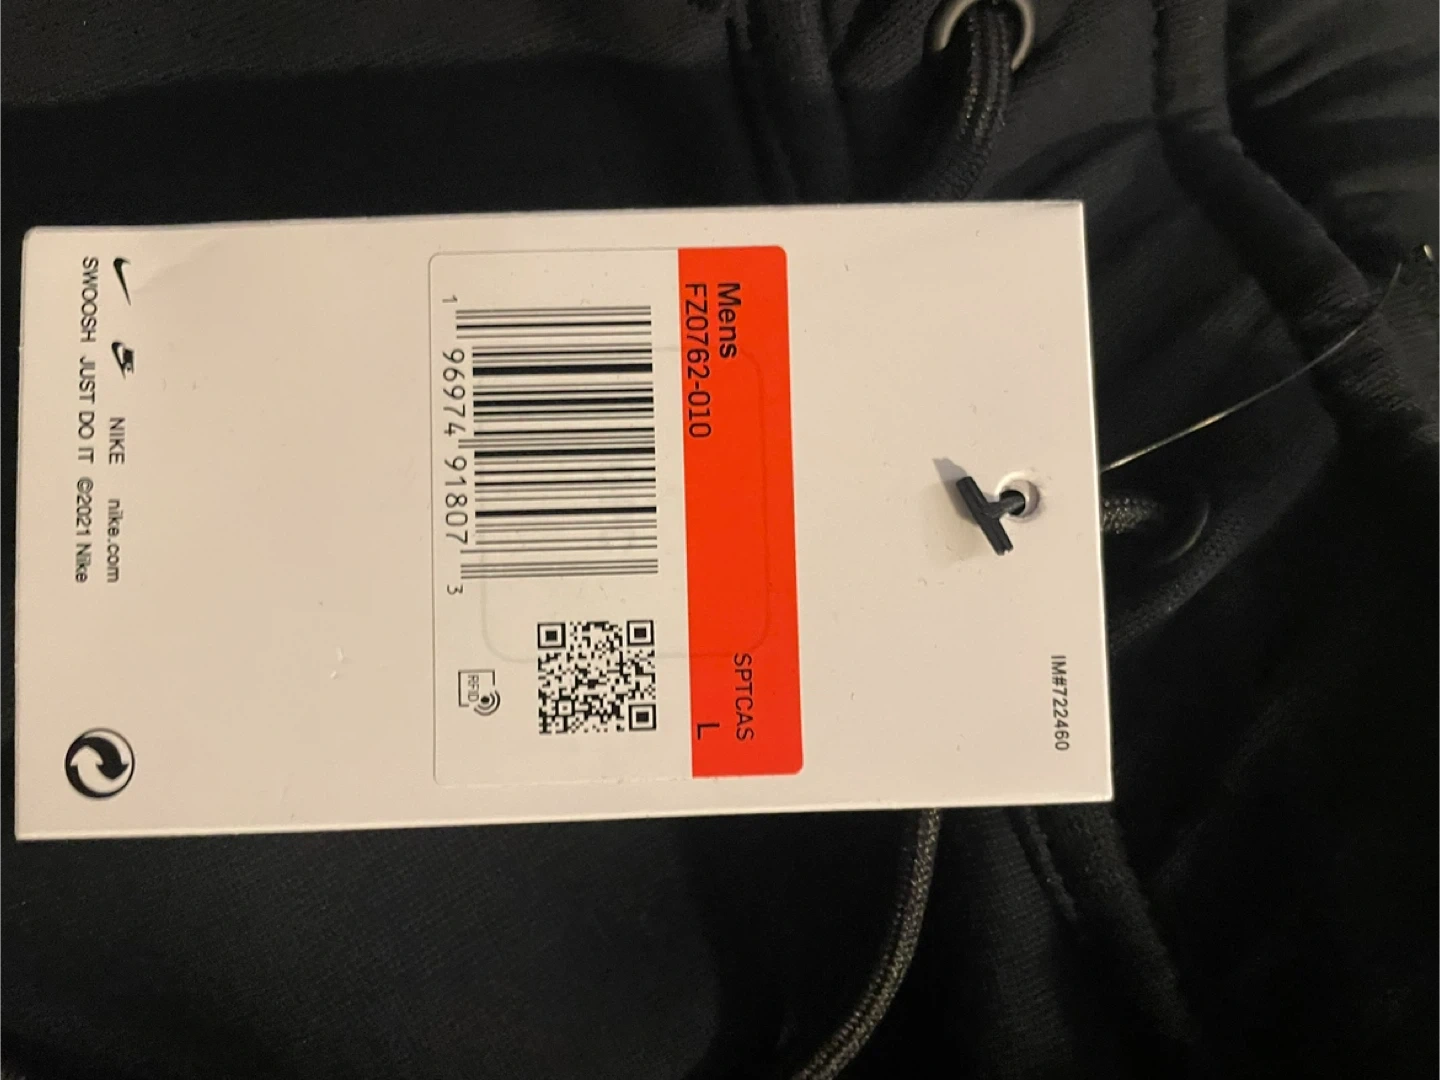 IM#722460
Mens
SPTCAS
FZ0762-010
L
1 96974 91807 3
RFID
NIKE nike.com
SWOOSH JUST DO IT ©2021 Nike